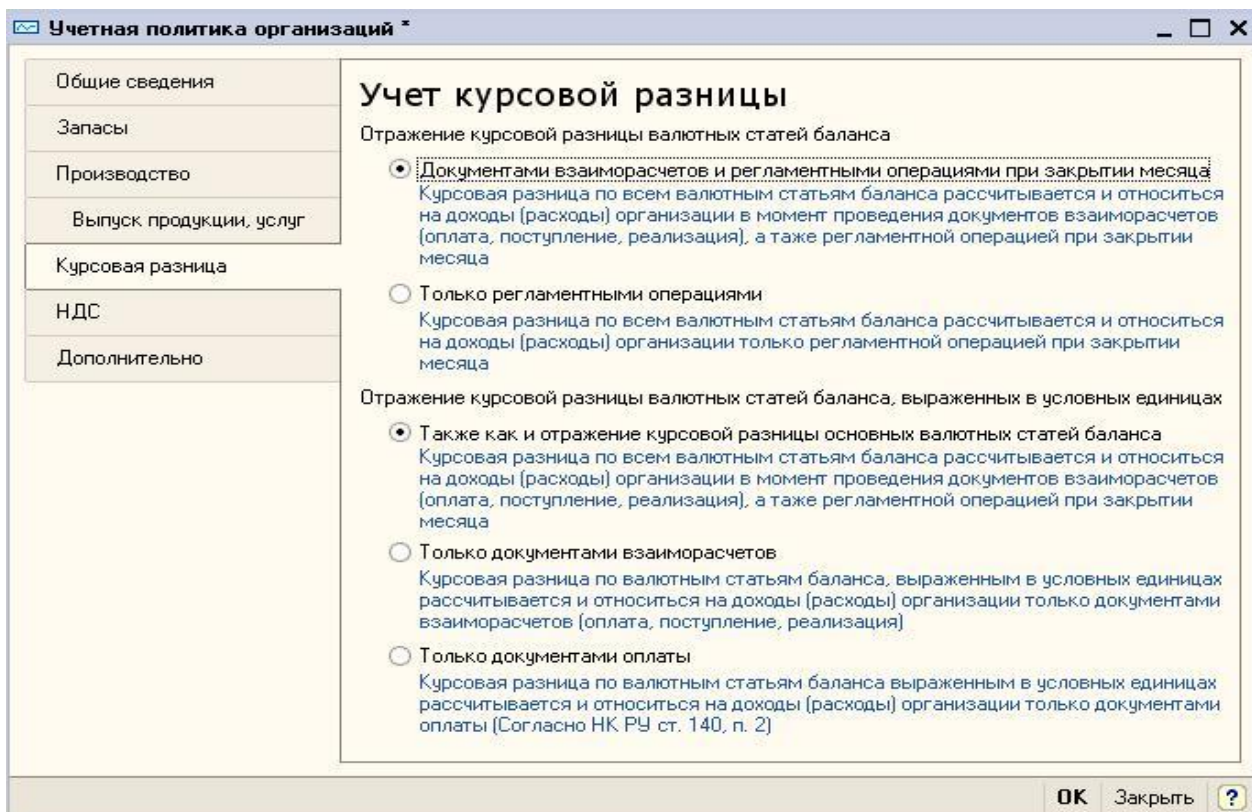 Учетная политика организаций *
Общие сведения
Запасы
Производство
Выпуск продукции, услуг
Курсовая разница
НДС
Дополнительно
Учет курсовой разницы
Отражение курсовой разницы валютных статей баланса
Документами взаиморасчетов и регламентными операциями при закрытии месяца
Курсовая разница по всем валютным статьям баланса рассчитывается и относиться
на доходы (расходы) организации в момент проведения документов взаиморасчетов
(оплата, поступление, реализация), а таже регламентной операцией при закрытии
месяца
Только регламентными операциями
Курсовая разница по всем валютным статьям баланса рассчитывается и относиться
на доходы (расходы) организации только регламентной операцией при закрытии
месяца
Отражение курсовой разницы валютных статей баланса, выраженных в условных единицах
Также как и отражение курсовой разницы основных валютных статей баланса
Курсовая разница по всем валютным статьям баланса рассчитывается и относиться
на доходы (расходы) организации в момент проведения документов взаиморасчетов
(оплата, поступление, реализация), а таже регламентной операцией при закрытии
месяца
Только документами взаиморасчетов
Курсовая разница по валютным статьям баланса, выраженным в условных единицах
рассчитывается и относиться на доходы (расходы) организации только документами
взаиморасчетов (оплата, поступление, реализация)
Только документами оплаты
Курсовая разница по валютным статьям баланса выраженным в условных единицах
рассчитывается и относиться на доходы (расходы) организации только документами
оплаты (Согласно НК РУ ст. 140, п. 2)
OK Закрыть ?